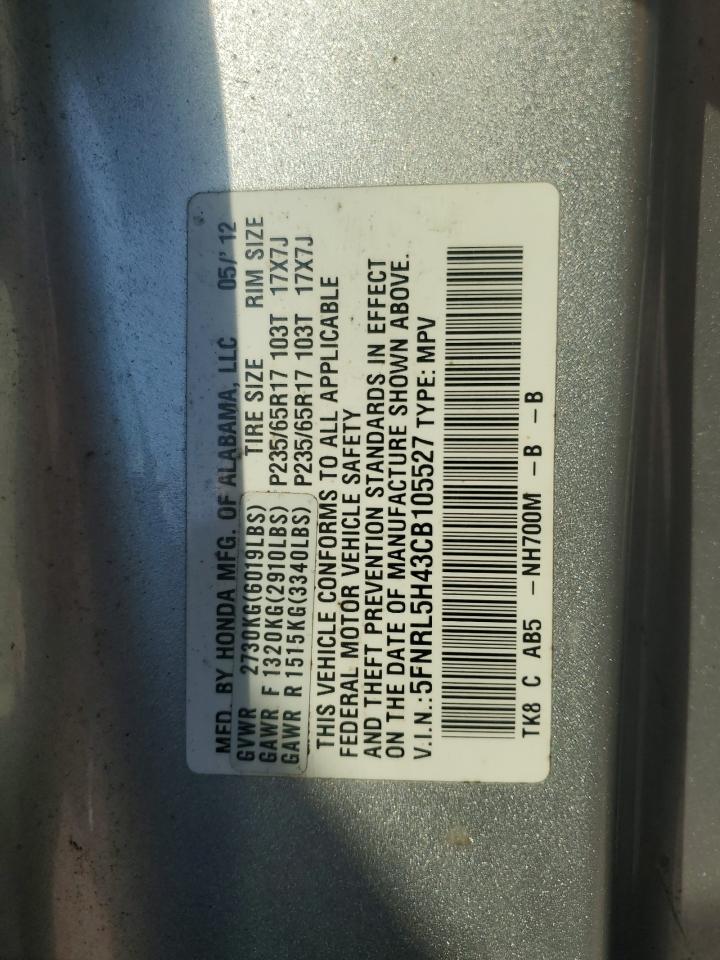 MFD. BY HONDA MFG. OF ALABAMA, LLC 05/'12
GVWR 2730KG(6019LBS) TIRE SIZE RIM SIZE
GAWR F 1320KG(2910LBS) P235/65R17 103T 17X7J
GAWR R 1515KG(3340LBS) P235/65R17 103T 17X7J
THIS VEHICLE CONFORMS TO ALL APPLICABLE
FEDERAL MOTOR VEHICLE SAFETY
AND THEFT PREVENTION STANDARDS IN EFFECT
ON THE DATE OF MANUFACTURE SHOWN ABOVE.
V.I.N.:5FNRL5H43CB105527 TYPE: MPV
TK8 C AB5 -NH700M -B -B